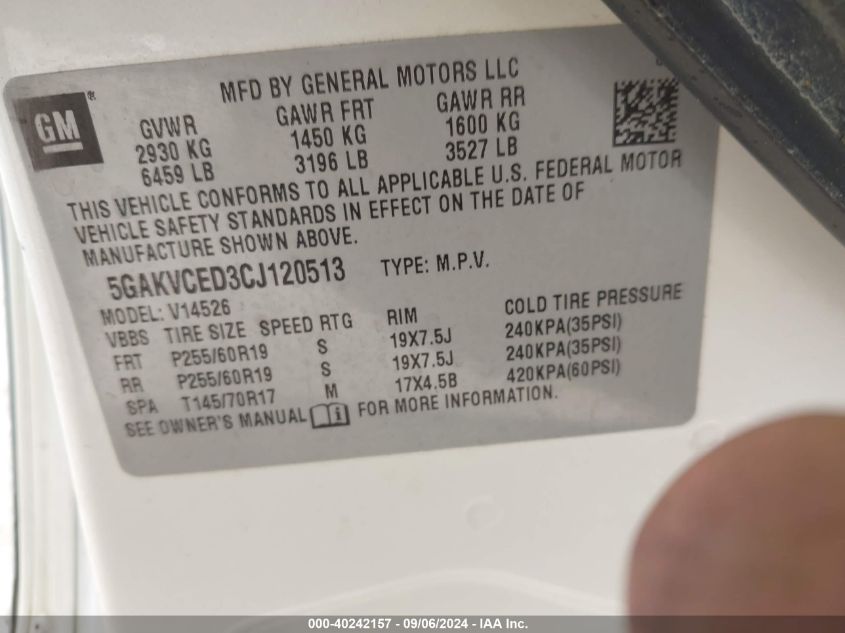 MFD BY GENERAL MOTORS LLC
GM®
GVWR GAWR FRT GAWR RR
2930 KG 1450 KG 1600 KG
6459 LB 3196 LB 3527 LB
THIS VEHICLE CONFORMS TO ALL APPLICABLE U.S. FEDERAL MOTOR
VEHICLE SAFETY STANDARDS IN EFFECT ON THE DATE OF
MANUFACTURE SHOWN ABOVE.
5GAKVCED3CJ120513 TYPE: M.P.V.
MODEL: V14526
VBBS TIRE SIZE SPEED RTG RIM COLD TIRE PRESSURE
FRT P255/60R19 S 19X7.5J 240KPA(35PSI)
RR P255/60R19 S 19X7.5J 240KPA(35PSI)
SPA T145/70R17 M 17X4.5B 420KPA(60PSI)
SEE OWNER'S MANUAL FOR MORE INFORMATION.
000-40242157 - 09/06/2024 - IAA Inc.